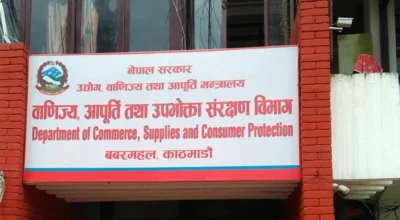 नेपाल सरकार
उद्योग, वाणिज्य तथा आपूर्ति मन्त्रालय
वाणिज्य, आपूर्ति तथा उपभोक्ता संरक्षण विभाग
Department of Commerce, Supplies and Consumer Protection
बबरमहल, काठमाडौं